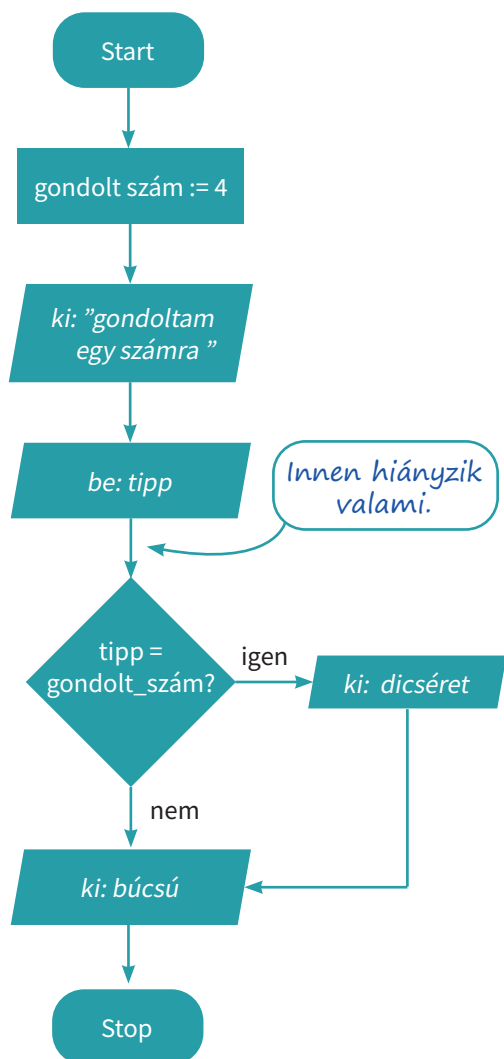 Start
gondolt szám := 4
ki: ”gondoltam
egy számra ”
be: tipp
Innen hiányzik
valami.
tipp =
gondolt_szám?
igen
ki: dicséret
nem
ki: búcsú
Stop